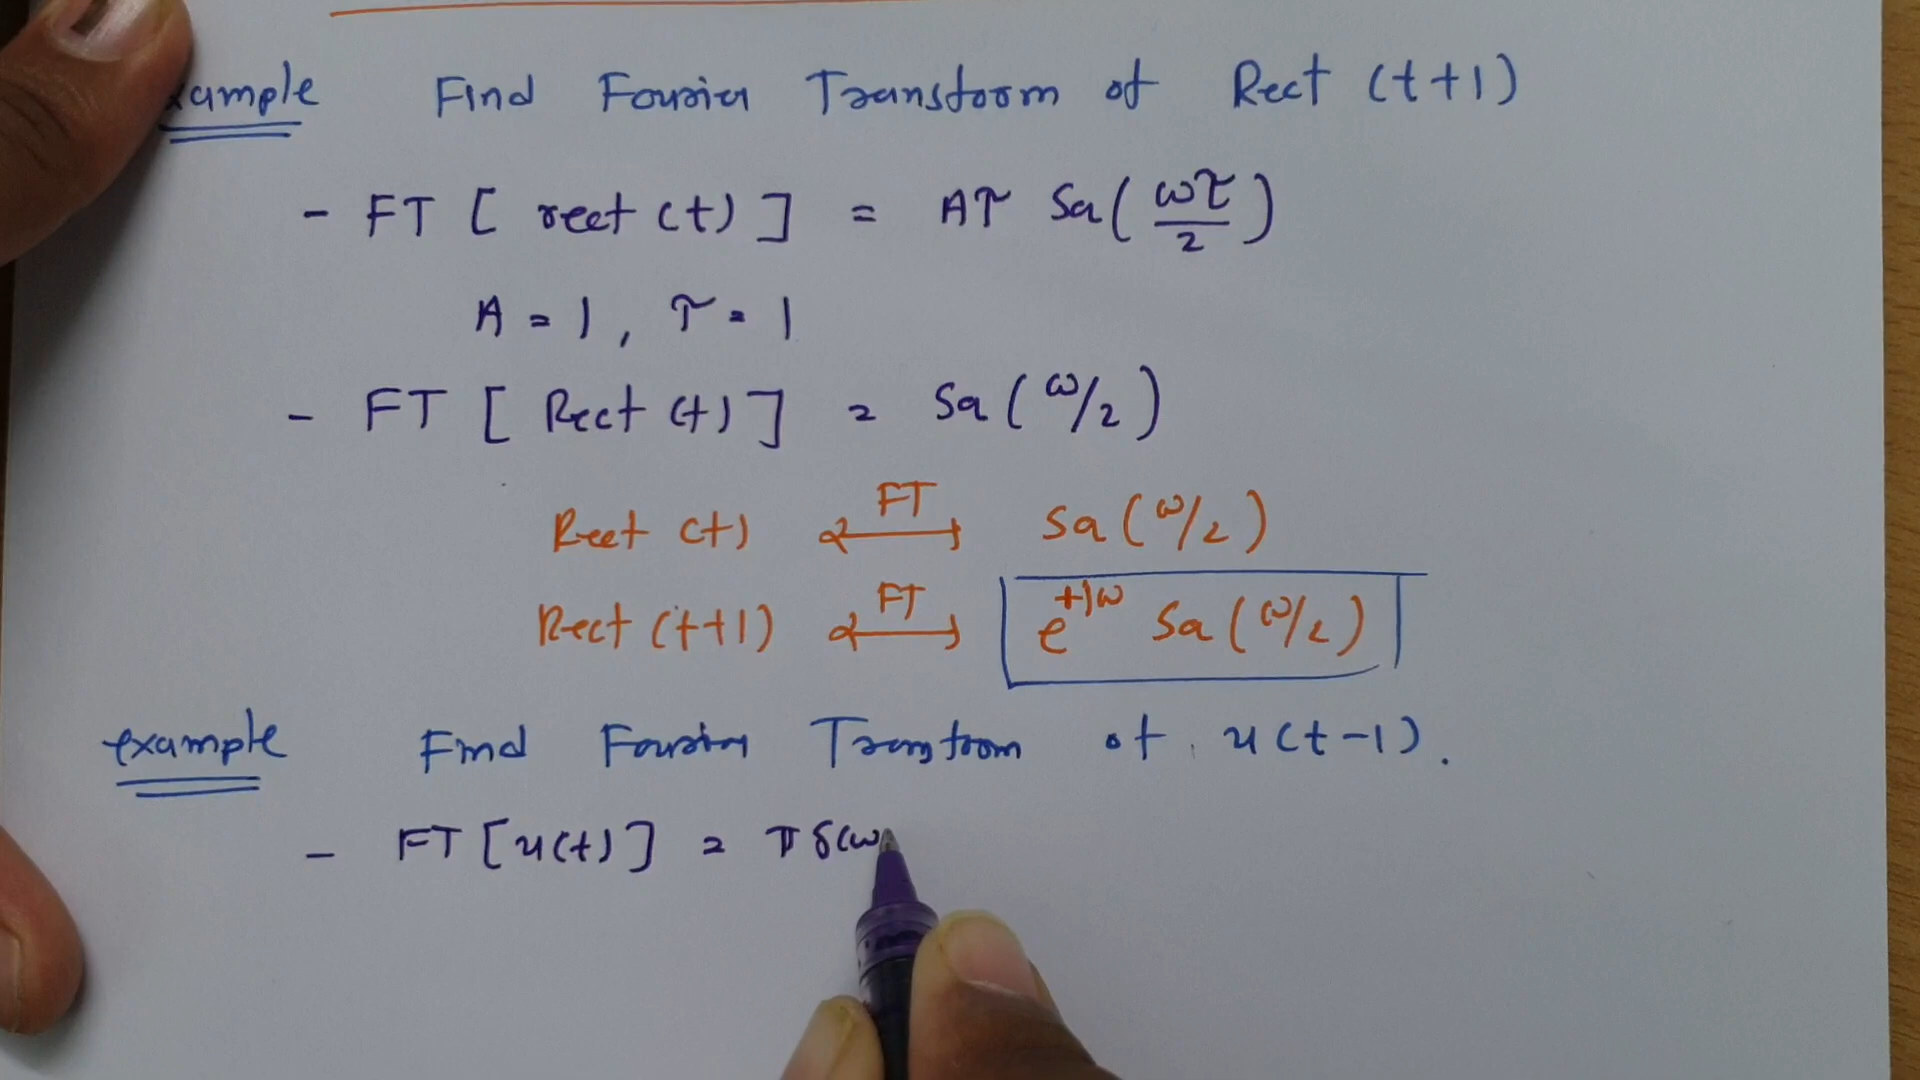 xample Find Fourier Transform of Rect (t+1)
- FT [ rect (t) ] = Aτ Sa( ωτ/2 )
A = 1, τ = 1
- FT [ Rect (t) ] = Sa ( ω/2 )
Rect (t) ⟷ FT Sa ( ω/2 )
Rect (t+1) ⟷ FT e^+jω Sa ( ω/2 )
example Find Fourier Transform of u(t-1).
- FT [u(t)] = π δ(ω